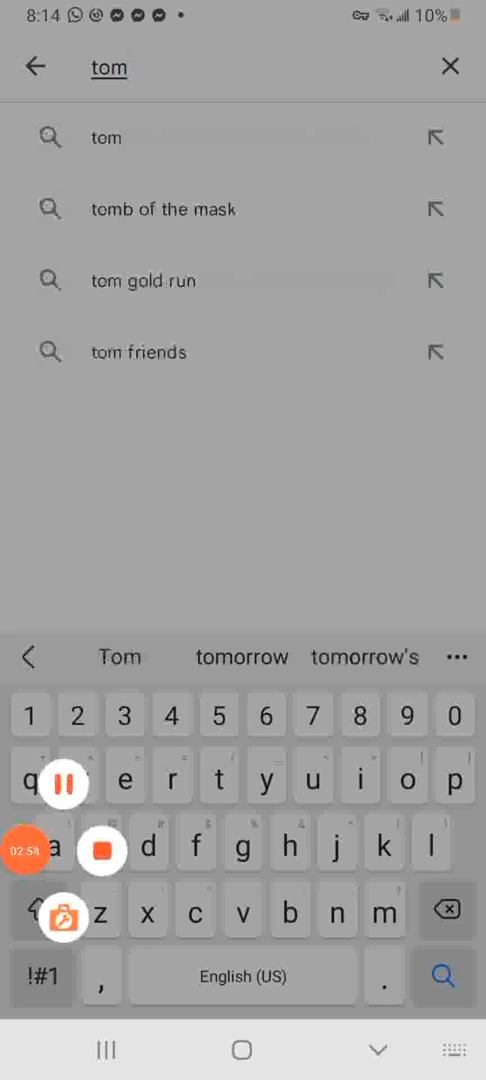 8:14 10%
tom
tom
tomb of the mask
tom gold run
tom friends
Tom tomorrow tomorrow's •••
1 2 3 4 5 6 7 8 9 0
q e r t y u i o p
02:58 a d f g h j k l
z x c v b n m
!#1 , English (US) .